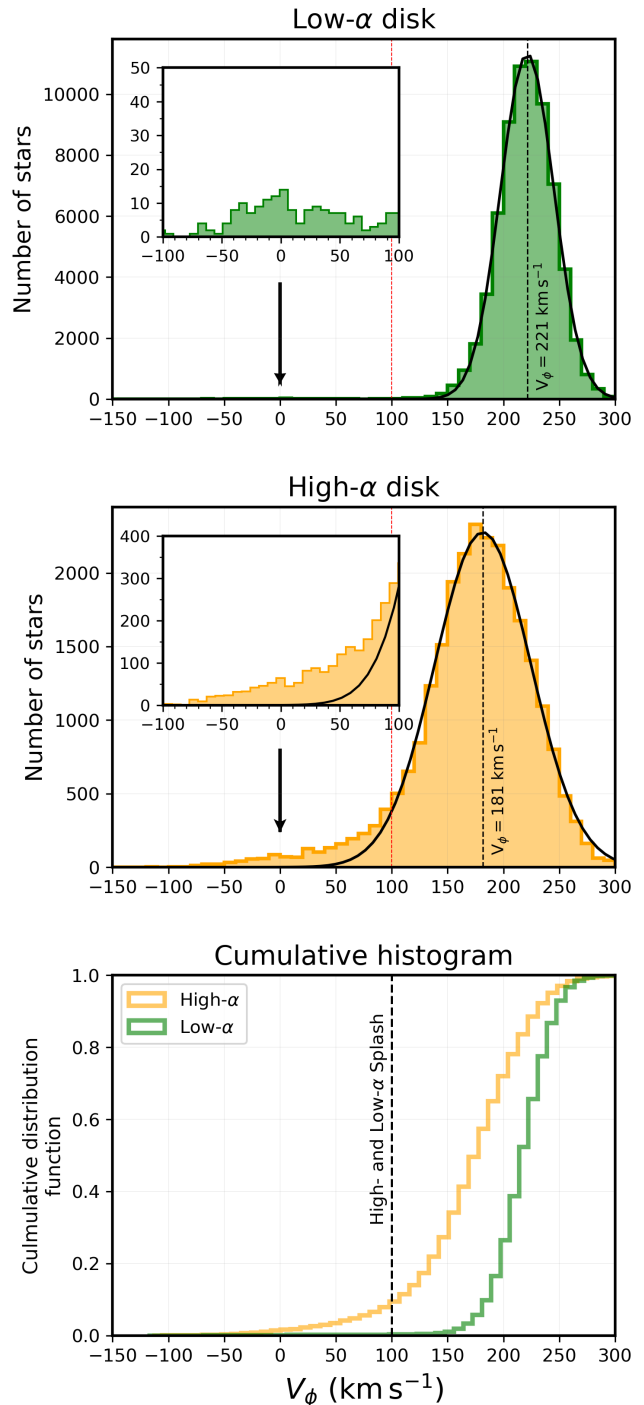 Low-α disk
Number of stars
10000
8000
6000
4000
2000
0
50
40
30
20
10
0
−100 −50 0 50 100
V_ϕ = 221 km s⁻¹
−150 −100 −50 0 50 100 150 200 250 300
High-α disk
Number of stars
2000
1500
1000
500
0
400
300
200
100
0
−100 −50 0 50 100
V_ϕ = 181 km s⁻¹
−150 −100 −50 0 50 100 150 200 250 300
Cumulative histogram
Culmulative distribution
function
1.0
0.8
0.6
0.4
0.2
0.0
High-α
Low-α
High- and Low-α Splash
−150 −100 −50 0 50 100 150 200 250 300
V_ϕ (km s⁻¹)